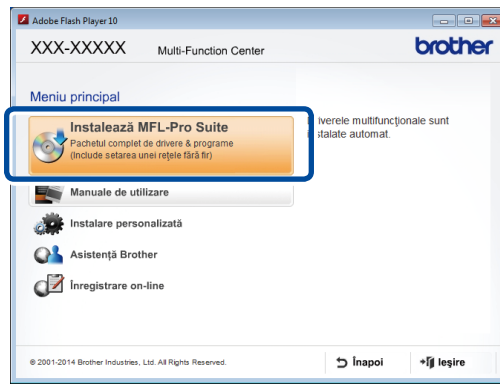 Adobe Flash Player 10
XXX-XXXXX
Multi-Function Center
brother
Meniu principal
Instalează MFL-Pro Suite
Pachetul complet de drivere & programe
(Include setarea unei rețele fără fir)
iverele multifuncționale sunt
stalate automat.
Manuale de utilizare
Instalare personalizată
Asistență Brother
Înregistrare on-line
© 2001-2014 Brother Industries, Ltd. All Rights Reserved.
Înapoi
Ieșire